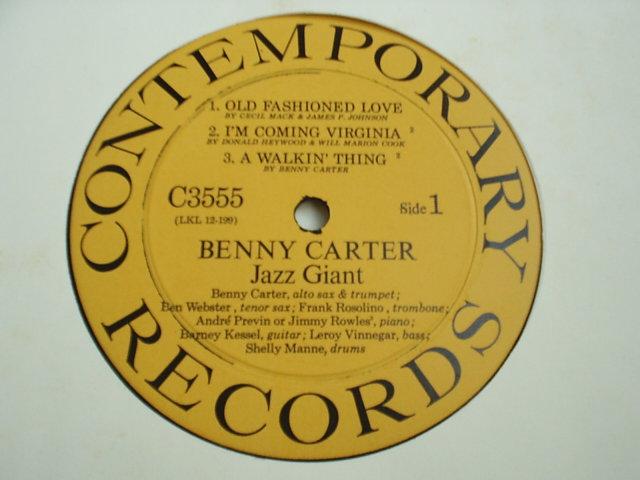 CONTEMPORARY RECORDS
1. OLD FASHIONED LOVE
BY CECIL MACK & JAMES P. JOHNSON
2. I'M COMING VIRGINIA 2
BY DONALD HEYWOOD & WILL MARION COOK
3. A WALKIN' THING 2
BY BENNY CARTER
C3555
(LKL 12-199)
Side 1
BENNY CARTER
Jazz Giant
Benny Carter, alto sax & trumpet;
Ben Webster, tenor sax; Frank Rosolino, trombone;
André Previn or Jimmy Rowles², piano;
Barney Kessel, guitar; Leroy Vinnegar, bass;
Shelly Manne, drums